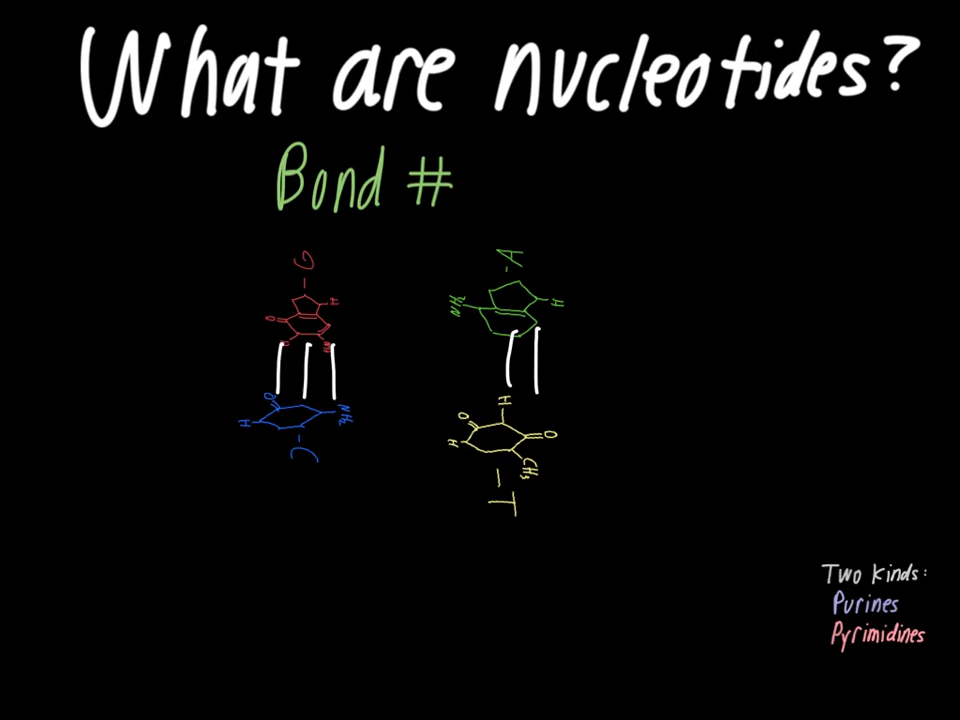 What are nucleotides?
Bond #
G -
A -
H
NH2
H
O
H
O
NH2
H
C -
H
O
O
H
CH3
T -
Two kinds:
Purines
Pyrimidines